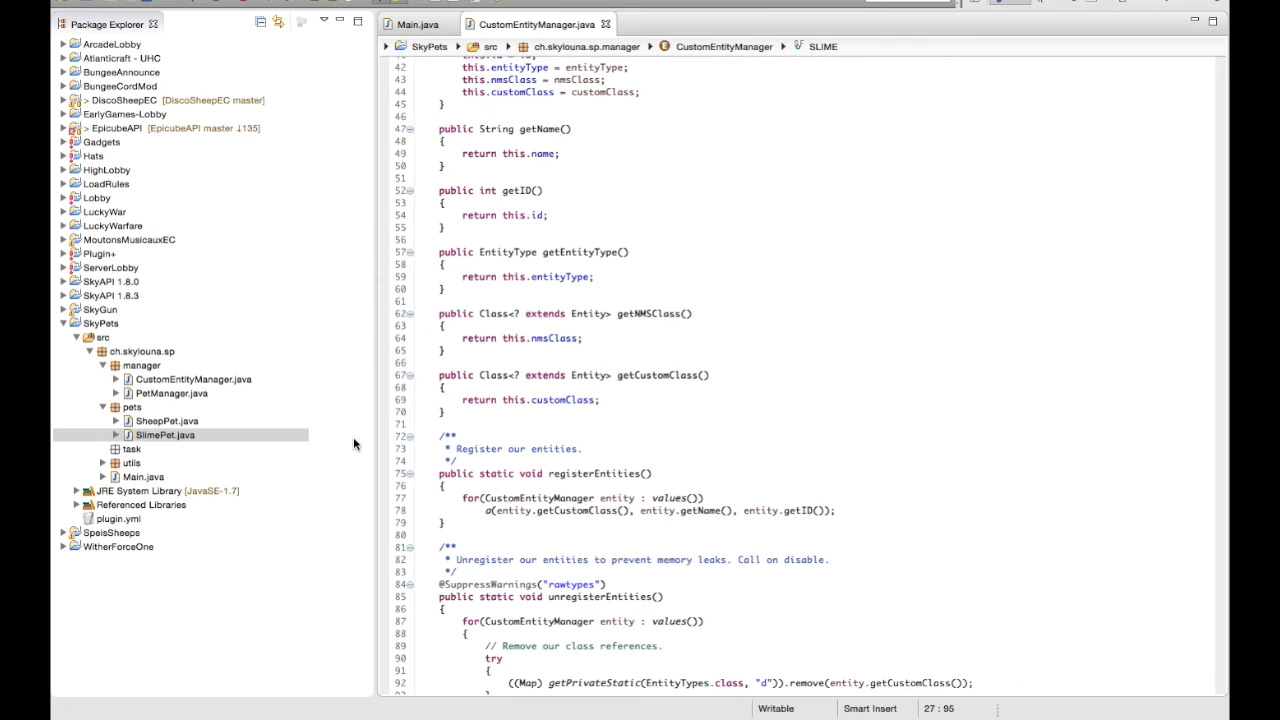 Package Explorer
ArcadeLobby
Atlanticraft - UHC
BungeeAnnounce
BungeeCordMod
> DiscoSheepEC [DiscoSheepEC master]
EarlyGames-Lobby
> EpicubeAPI [EpicubeAPI master ↓135]
Gadgets
Hats
HighLobby
LoadRules
Lobby
LuckyWar
LuckyWarfare
MoutonsMusicauxEC
Plugin+
ServerLobby
SkyAPI 1.8.0
SkyAPI 1.8.3
SkyGun
SkyPets
src
ch.skylouna.sp
manager
CustomEntityManager.java
PetManager.java
pets
SheepPet.java
SlimePet.java
task
utils
Main.java
JRE System Library [JavaSE-1.7]
Referenced Libraries
plugin.yml
SpeisSheeps
WitherForceOne
Main.java CustomEntityManager.java
SkyPets src ch.skylouna.sp.manager CustomEntityManager SLIME
42 this.entityType = entityType;
43 this.nmsClass = nmsClass;
44 this.customClass = customClass;
45 }
46
47 public String getName()
48 {
49 return this.name;
50 }
51
52 public int getID()
53 {
54 return this.id;
55 }
56
57 public EntityType getEntityType()
58 {
59 return this.entityType;
60 }
61
62 public Class<? extends Entity> getNMSClass()
63 {
64 return this.nmsClass;
65 }
66
67 public Class<? extends Entity> getCustomClass()
68 {
69 return this.customClass;
70 }
71
72 /**
73 * Register our entities.
74 */
75 public static void registerEntities()
76 {
77 for(CustomEntityManager entity : values())
78 a(entity.getCustomClass(), entity.getName(), entity.getID());
79 }
80
81 /**
82 * Unregister our entities to prevent memory leaks. Call on disable.
83 */
84 @SuppressWarnings("rawtypes")
85 public static void unregisterEntities()
86 {
87 for(CustomEntityManager entity : values())
88 {
89 // Remove our class references.
90 try
91 {
92 ((Map) getPrivateStatic(EntityTypes.class, "d")).remove(entity.getCustomClass());
Writable Smart Insert 27 : 95